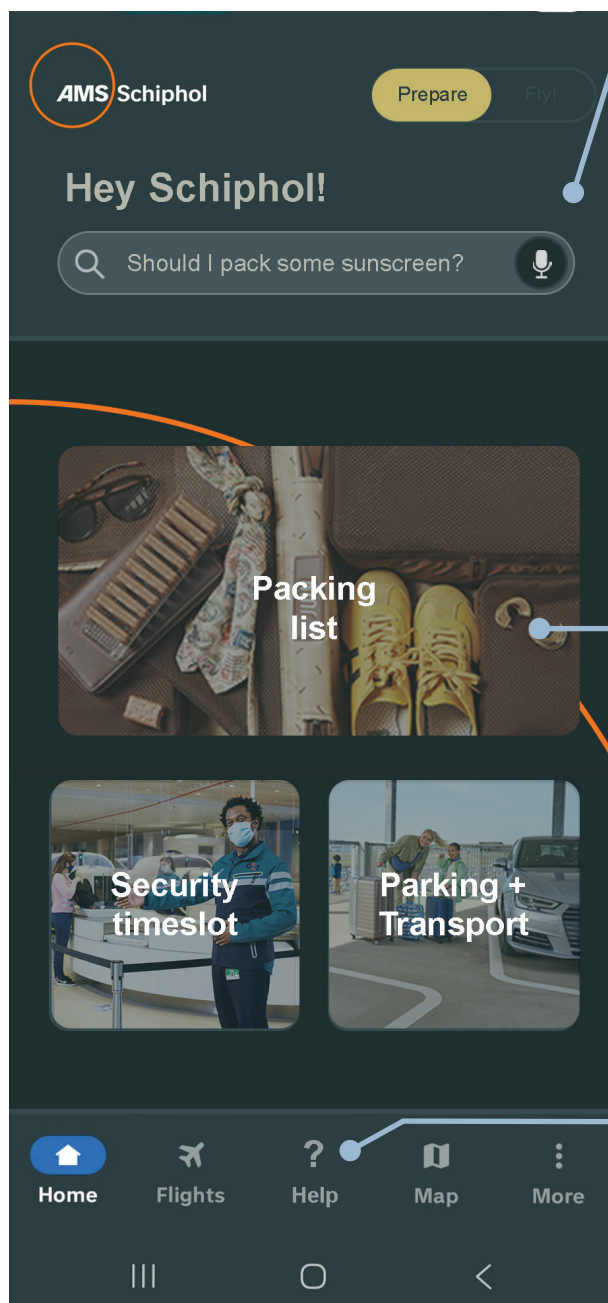 AMS Schiphol
Prepare
Fly!
Hey Schiphol!
Should I pack some sunscreen?
Packing
list
Security
timeslot
Parking +
Transport
Home
Flights
Help
Map
More